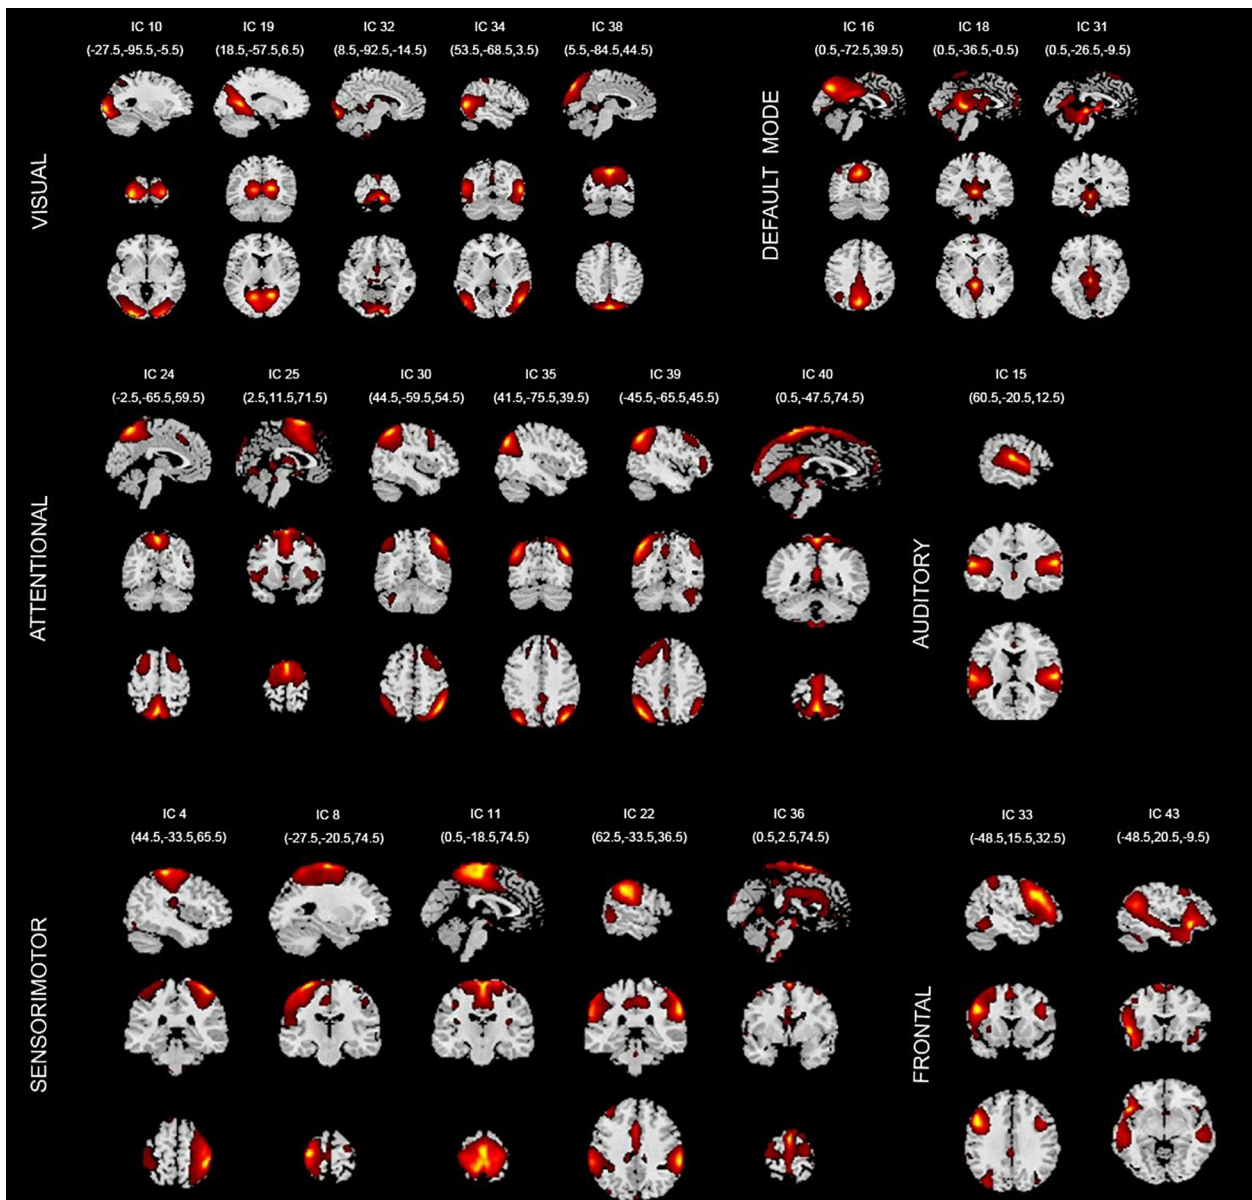 IC 10 IC 19 IC 32 IC 34 IC 38
(-27.5,-95.5,-5.5) (18.5,-57.5,6.5) (8.5,-92.5,-14.5) (53.5,-68.5,3.5) (5.5,-84.5,44.5)
VISUAL
IC 16 IC 18 IC 31
(0.5,-72.5,39.5) (0.5,-36.5,-0.5) (0.5,-26.5,-9.5)
DEFAULT MODE
IC 24 IC 25 IC 30 IC 35 IC 39 IC 40
(-2.5,-65.5,59.5) (2.5,11.5,71.5) (44.5,-59.5,54.5) (41.5,-75.5,39.5) (-45.5,-65.5,45.5) (0.5,-47.5,74.5)
ATTENTIONAL
IC 15
(60.5,-20.5,12.5)
AUDITORY
IC 4 IC 8 IC 11 IC 22 IC 36
(44.5,-33.5,65.5) (-27.5,-20.5,74.5) (0.5,-18.5,74.5) (62.5,-33.5,36.5) (0.5,2.5,74.5)
SENSORIMOTOR
IC 33 IC 43
(-48.5,15.5,32.5) (-48.5,20.5,-9.5)
FRONTAL